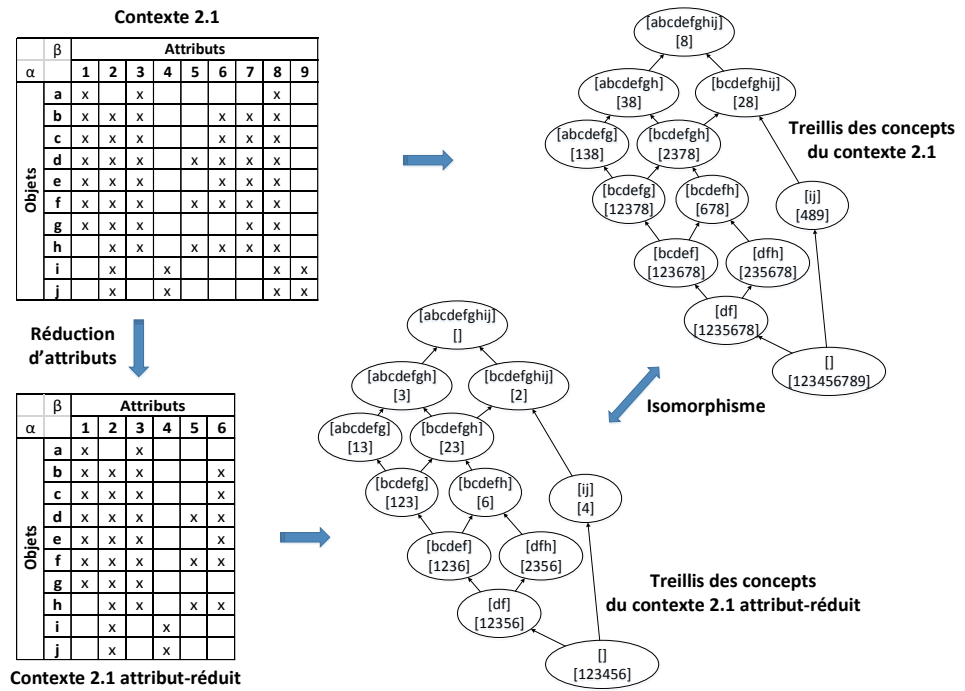 Contexte 2.1
β Attributs
α 1 2 3 4 5 6 7 8 9
Objets
a x x x
b x x x x x x
c x x x x x x
d x x x x x x x
e x x x x x x
f x x x x x x x
g x x x x x
h x x x x x x
i x x x x
j x x x x
[abcdefghij]
[8]
[abcdefgh]
[38]
[bcdefghij]
[28]
[abcdefg]
[138]
[bcdefgh]
[2378]
Treillis des concepts
du contexte 2.1
[bcdefg]
[12378]
[bcdefh]
[678]
[ij]
[489]
[bcdef]
[123678]
[dfh]
[235678]
[df]
[1235678]
[]
[123456789]
Réduction
d'attributs
Isomorphisme
β Attributs
α 1 2 3 4 5 6
Objets
a x x
b x x x x
c x x x x
d x x x x x
e x x x x
f x x x x x
g x x x
h x x x x
i x x
j x x
Contexte 2.1 attribut-réduit
[abcdefghij]
[]
[abcdefgh]
[3]
[bcdefghij]
[2]
[abcdefg]
[13]
[bcdefgh]
[23]
[bcdefg]
[123]
[bcdefh]
[6]
[ij]
[4]
[bcdef]
[1236]
[dfh]
[2356]
[df]
[12356]
[]
[123456]
Treillis des concepts
du contexte 2.1 attribut-réduit